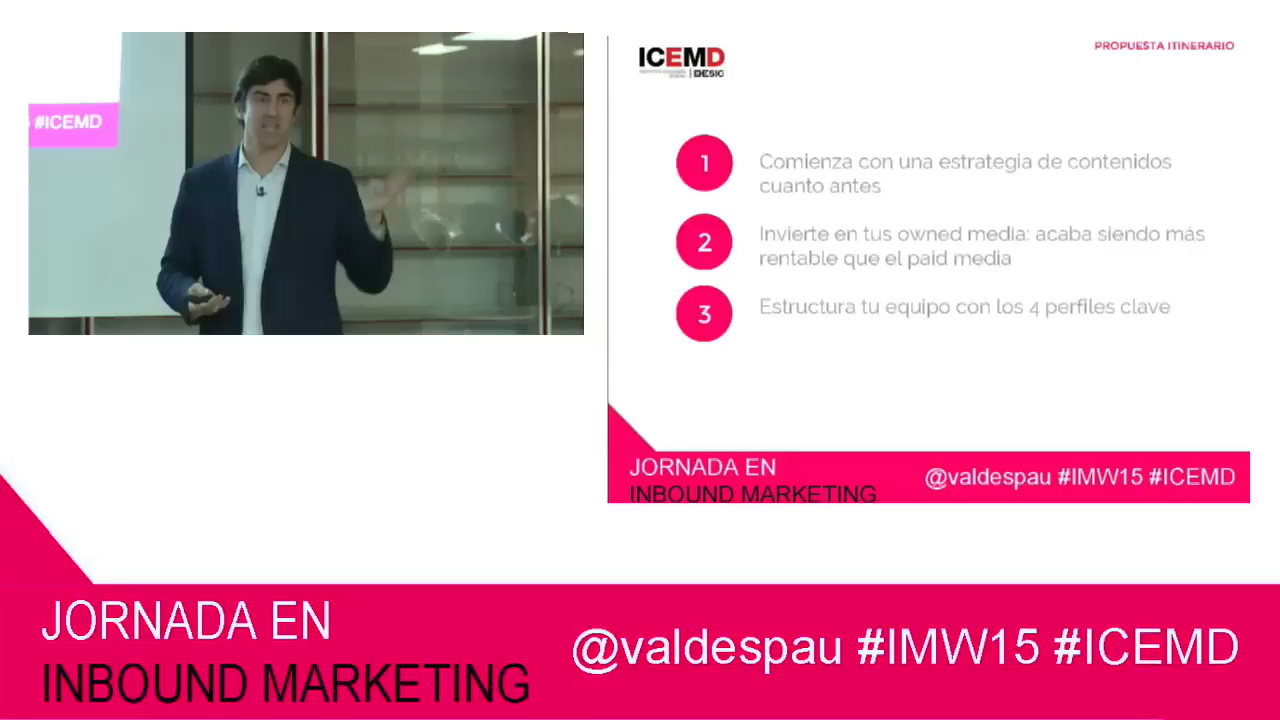 #ICEMD
ICEMD
ESIC
PROPUESTA ITINERARIO
1
Comienza con una estrategia de contenidos
cuanto antes
2
Invierte en tus owned media: acaba siendo más
rentable que el paid media
3
Estructura tu equipo con los 4 perfiles clave
JORNADA EN
INBOUND MARKETING
@valdespau #IMW15 #ICEMD
JORNADA EN
INBOUND MARKETING
@valdespau #IMW15 #ICEMD